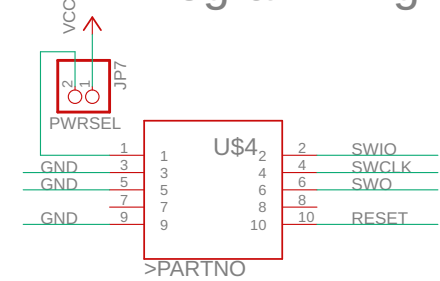 VCC
2
1
JP7
PWRSEL
U$4
1 1 2 2 SWIO
GND 3 3 4 4 SWCLK
GND 5 5 6 6 SWO
7 7 8 8
GND 9 9 10 10 RESET
>PARTNO